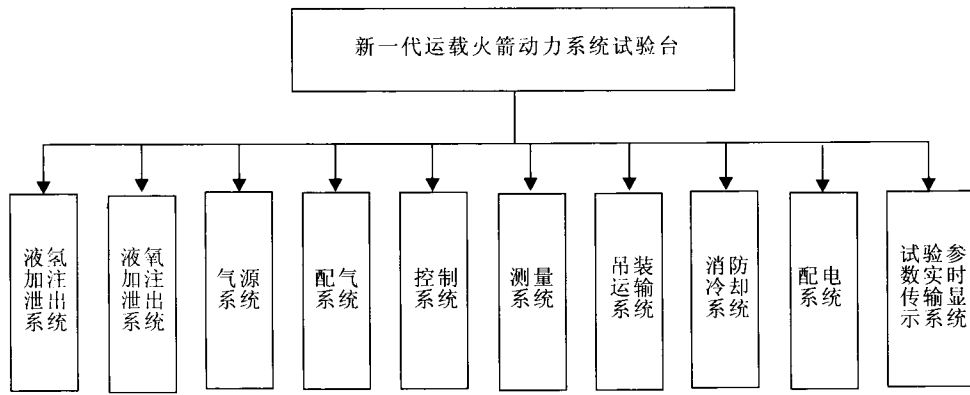 新一代运载火箭动力系统试验台
液氢
加注
泄出
系统
液氧
加注
泄出
系统
气源
系统
配气
系统
控制
系统
测量
系统
吊装
运输
系统
消防
冷却
系统
配电
系统
试验参
数实时
传输显
示系统